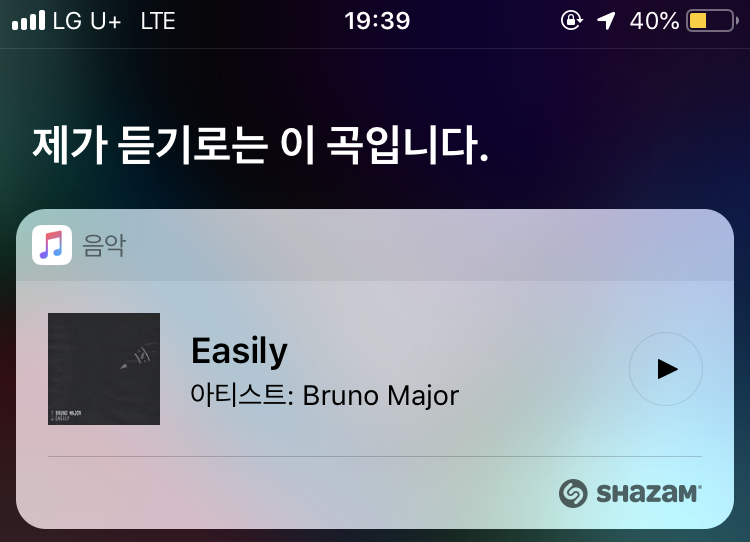 LG U+ LTE 19:39 40%
제가 듣기로는 이 곡입니다.
음악
Easily
아티스트: Bruno Major
BRUNO MAJOR
EASILY
SHAZAM